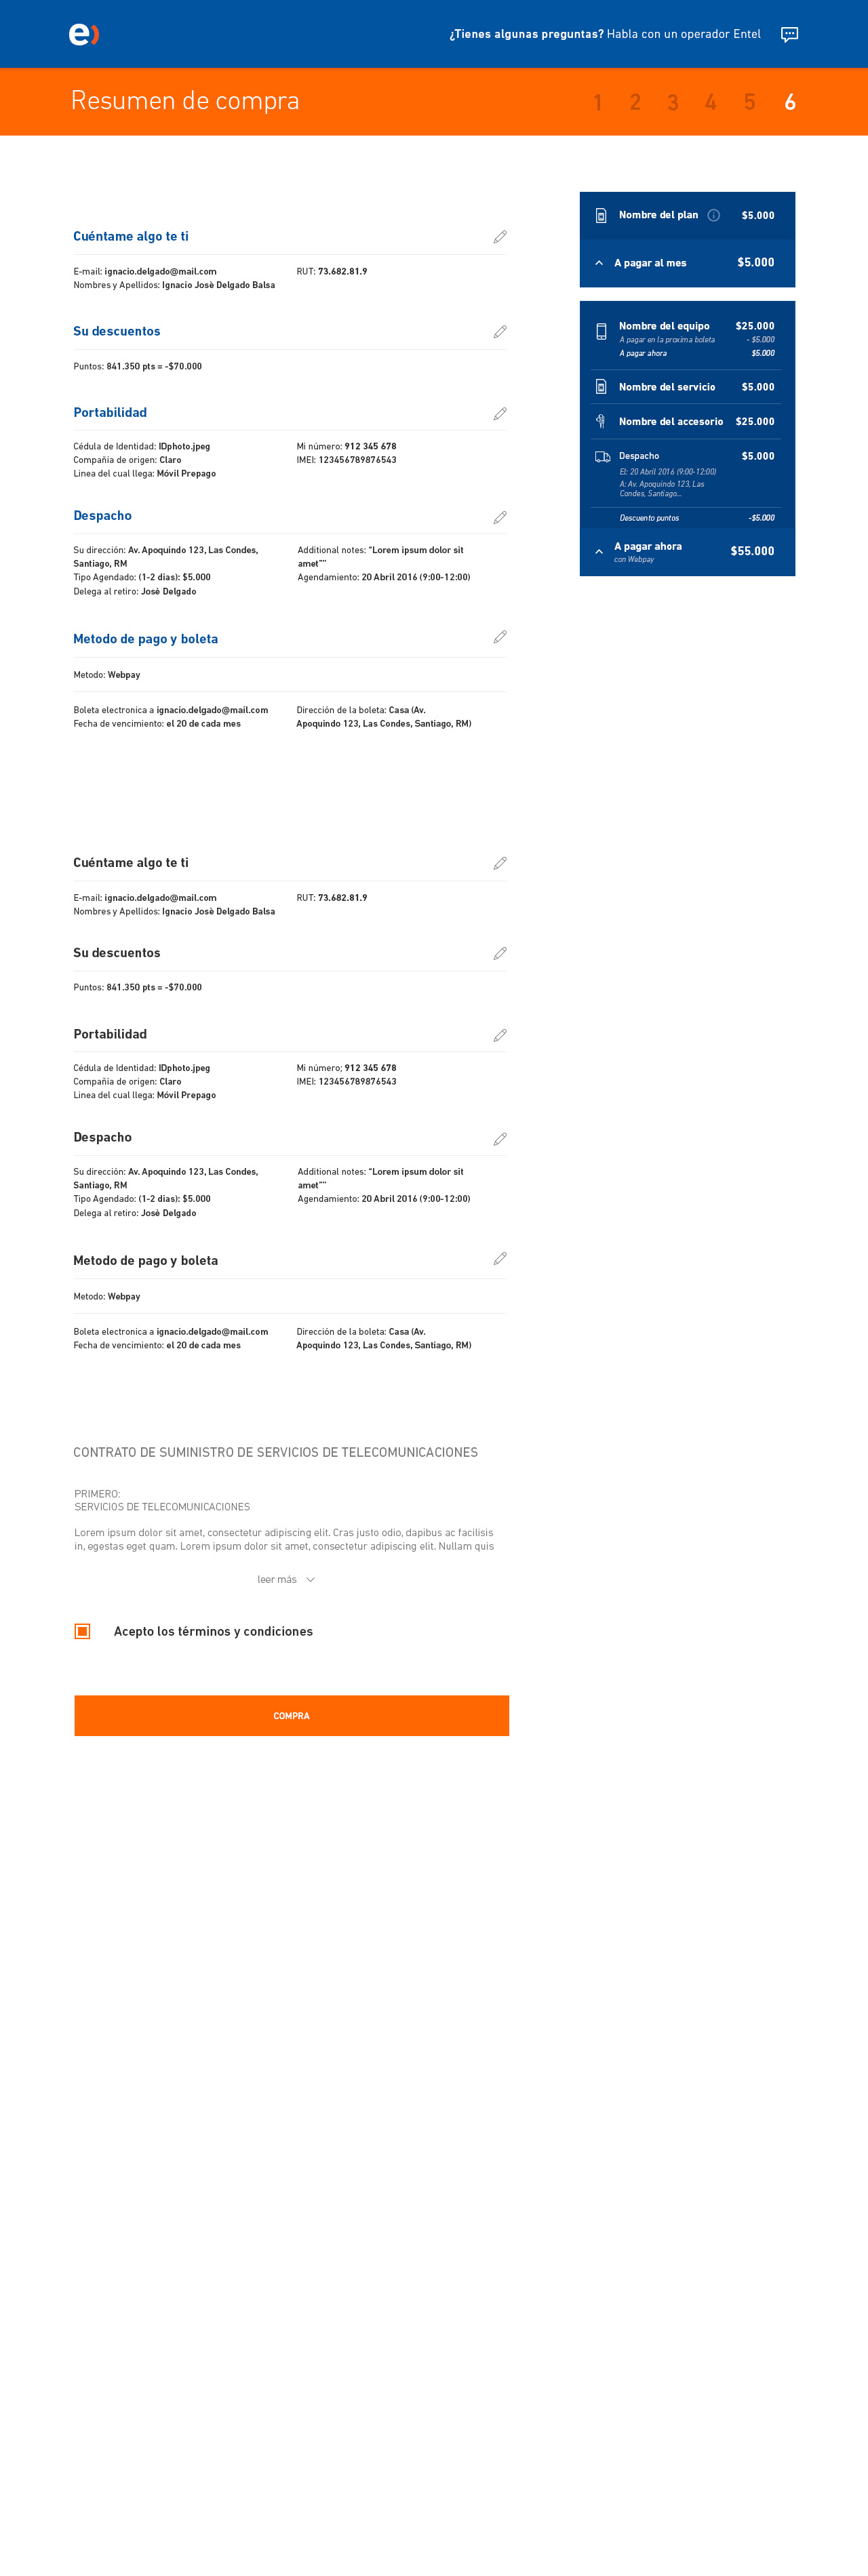 e)
¿Tienes algunas preguntas? Habla con un operador Entel
Resumen de compra
1 2 3 4 5 6
Cuéntame algo te ti
E-mail: ignacio.delgado@mail.com
Nombres y Apellidos: Ignacio Josè Delgado Balsa
RUT: 73.682.81.9
Su descuentos
Puntos: 841.350 pts = -$70.000
Portabilidad
Cédula de Identidad: IDphoto.jpeg
Compañia de origen: Claro
Linea del cual llega: Móvil Prepago
Mi número: 912 345 678
IMEI: 123456789876543
Despacho
Su dirección: Av. Apoquindo 123, Las Condes,
Santiago, RM
Tipo Agendado: (1-2 dias): $5.000
Delega al retiro: Josè Delgado
Additional notes: “Lorem ipsum dolor sit
amet””
Agendamiento: 20 Abril 2016 (9:00-12:00)
Metodo de pago y boleta
Metodo: Webpay
Boleta electronica a ignacio.delgado@mail.com
Fecha de vencimiento: el 20 de cada mes
Dirección de la boleta: Casa (Av.
Apoquindo 123, Las Condes, Santiago, RM)
Nombre del plan $5.000
A pagar al mes $5.000
Nombre del equipo $25.000
A pagar en la proxima boleta - $5.000
A pagar ahora $5.000
Nombre del servicio $5.000
Nombre del accesorio $25.000
Despacho $5.000
El: 20 Abril 2016 (9:00-12:00)
A: Av. Apoquindo 123, Las
Condes, Santiago...
Descuento puntos -$5.000
A pagar ahora $55.000
con Webpay
Cuéntame algo te ti
E-mail: ignacio.delgado@mail.com
Nombres y Apellidos: Ignacio Josè Delgado Balsa
RUT: 73.682.81.9
Su descuentos
Puntos: 841.350 pts = -$70.000
Portabilidad
Cédula de Identidad: IDphoto.jpeg
Compañia de origen: Claro
Linea del cual llega: Móvil Prepago
Mi número; 912 345 678
IMEI: 123456789876543
Despacho
Su dirección: Av. Apoquindo 123, Las Condes,
Santiago, RM
Tipo Agendado: (1-2 dias): $5.000
Delega al retiro: Josè Delgado
Additional notes: “Lorem ipsum dolor sit
amet””
Agendamiento: 20 Abril 2016 (9:00-12:00)
Metodo de pago y boleta
Metodo: Webpay
Boleta electronica a ignacio.delgado@mail.com
Fecha de vencimiento: el 20 de cada mes
Dirección de la boleta: Casa (Av.
Apoquindo 123, Las Condes, Santiago, RM)
CONTRATO DE SUMINISTRO DE SERVICIOS DE TELECOMUNICACIONES
PRIMERO:
SERVICIOS DE TELECOMUNICACIONES
Lorem ipsum dolor sit amet, consectetur adipiscing elit. Cras justo odio, dapibus ac facilisis
in, egestas eget quam. Lorem ipsum dolor sit amet, consectetur adipiscing elit. Nullam quis
leer más
Acepto los términos y condiciones
COMPRA